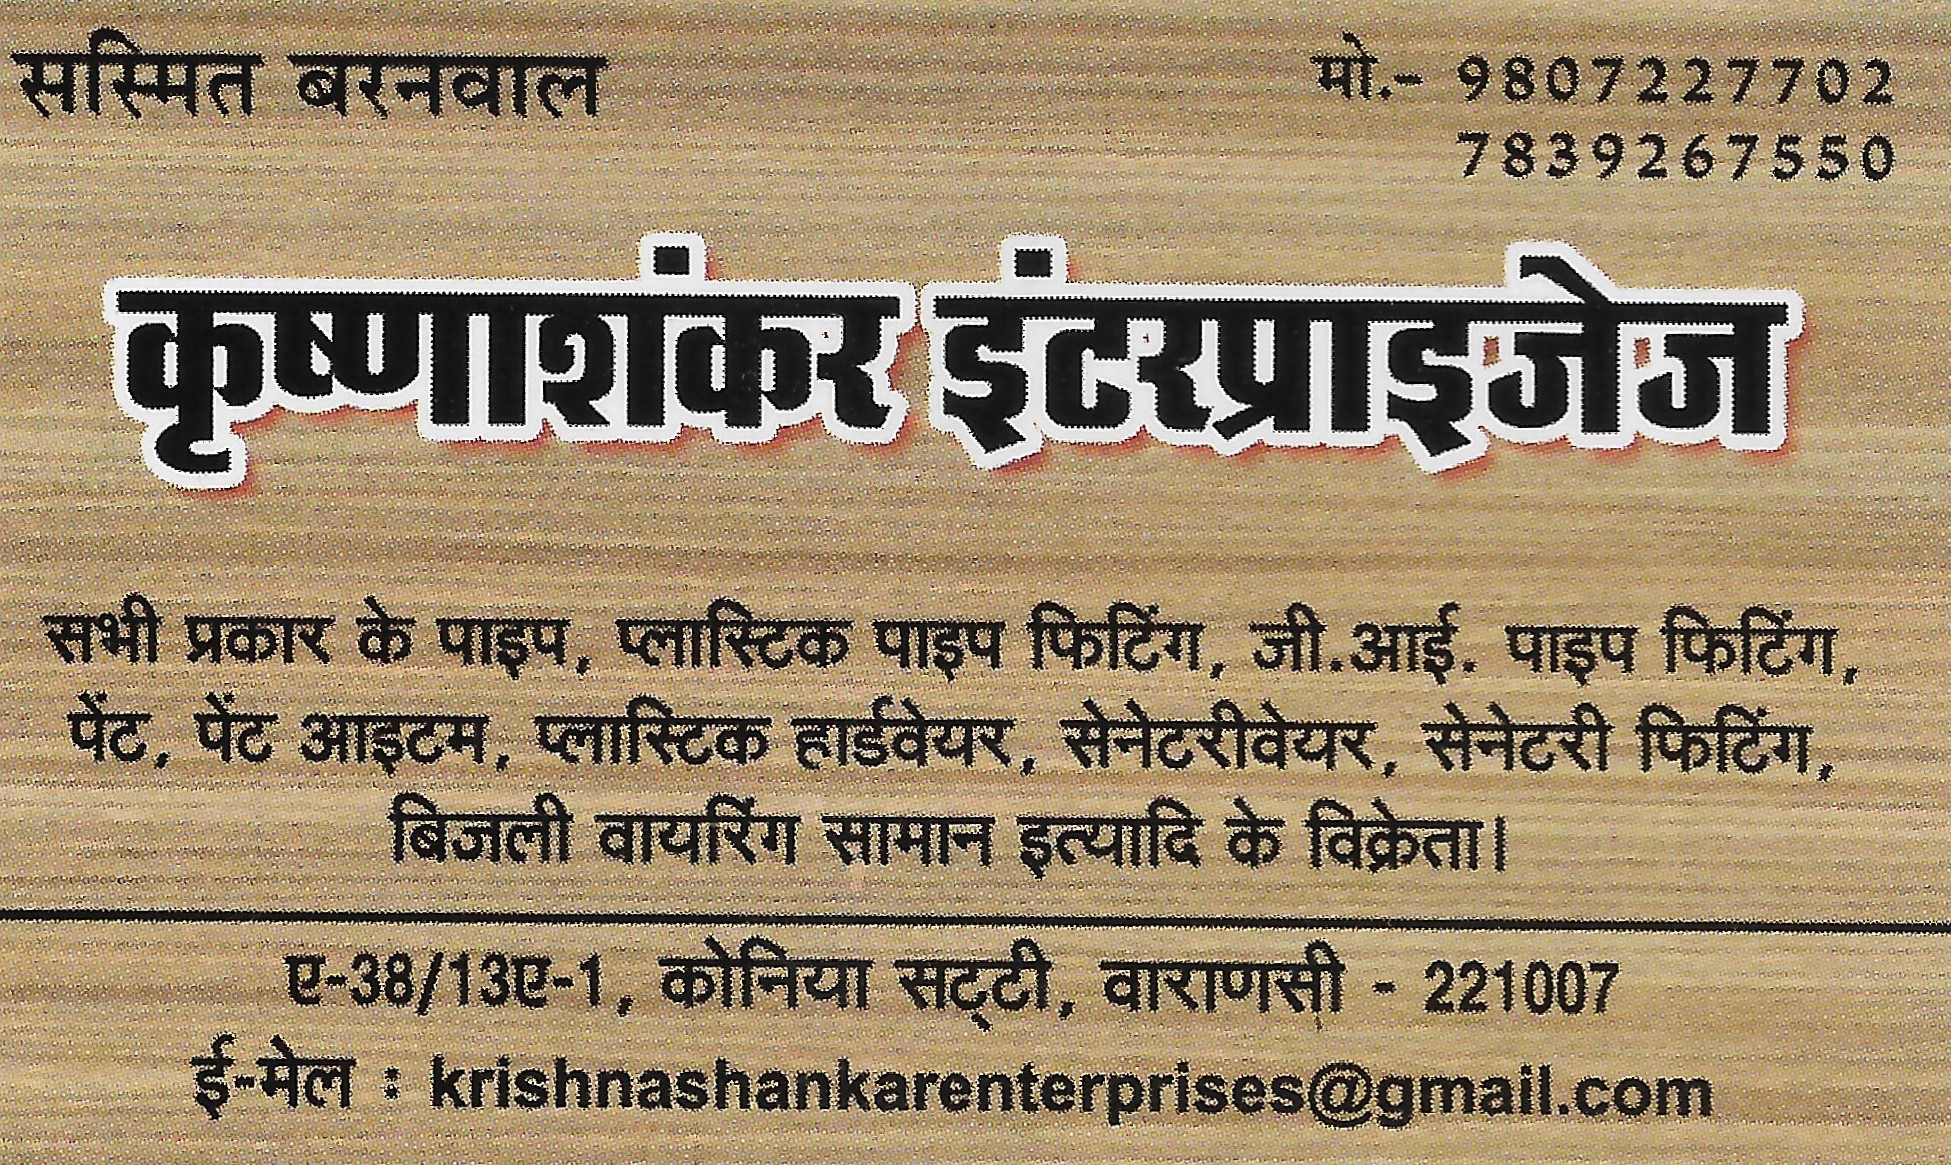 सस्मित बरनवाल
मो.- 9807227702
7839267550
कृष्णाशंकर इंटरप्राइजेज
सभी प्रकार के पाइप, प्लास्टिक पाइप फिटिंग, जी.आई. पाइप फिटिंग,
पेंट, पेंट आइटम, प्लास्टिक हार्डवेयर, सेनेटरीवेयर, सेनेटरी फिटिंग,
बिजली वायरिंग सामान इत्यादि के विक्रेता।
ए-38/13ए-1, कोनिया सट्टी, वाराणसी - 221007
ई-मेल : krishnashankarenterprises@gmail.com